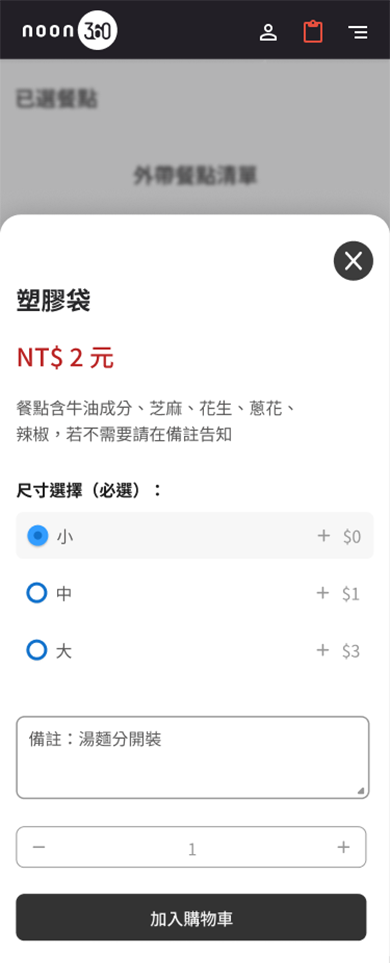 noon 360
已選餐點
外帶餐點清單
塑膠袋
NT$ 2 元
餐點含牛油成分、芝麻、花生、蔥花、
辣椒，若不需要請在備註告知
尺寸選擇（必選）：
小 + $0
中 + $1
大 + $3
備註：湯麵分開裝
− 1 +
加入購物車